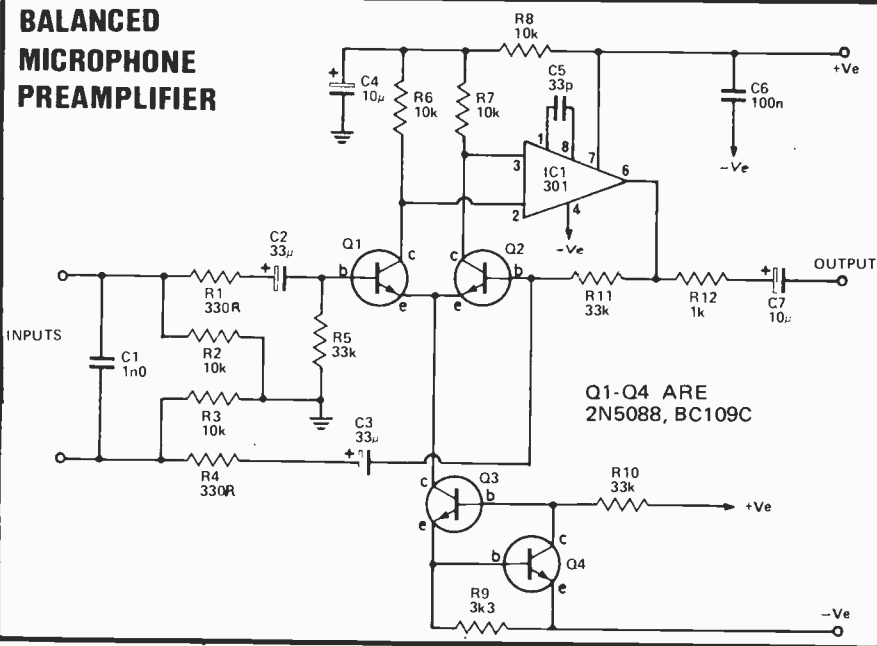 BALANCED
MICROPHONE
PREAMPLIFIER
R8
10k
+Ve
C4
10µ
+
R6
10k
R7
10k
C5
33p
C6
100n
-Ve
1
8
7
3
IC1
301
6
2
4
-Ve
C2
33µ
+
Q1
Q2
c
c
b
b
e
e
R1
330R
INPUTS
C1
1n0
R2
10k
R5
33k
R3
10k
R4
330R
C3
33µ
+
R11
33k
R12
1k
+
C7
10µ
OUTPUT
Q1-Q4 ARE
2N5088, BC109C
Q3
c
b
e
R10
33k
+Ve
Q4
c
b
e
R9
3k3
-Ve